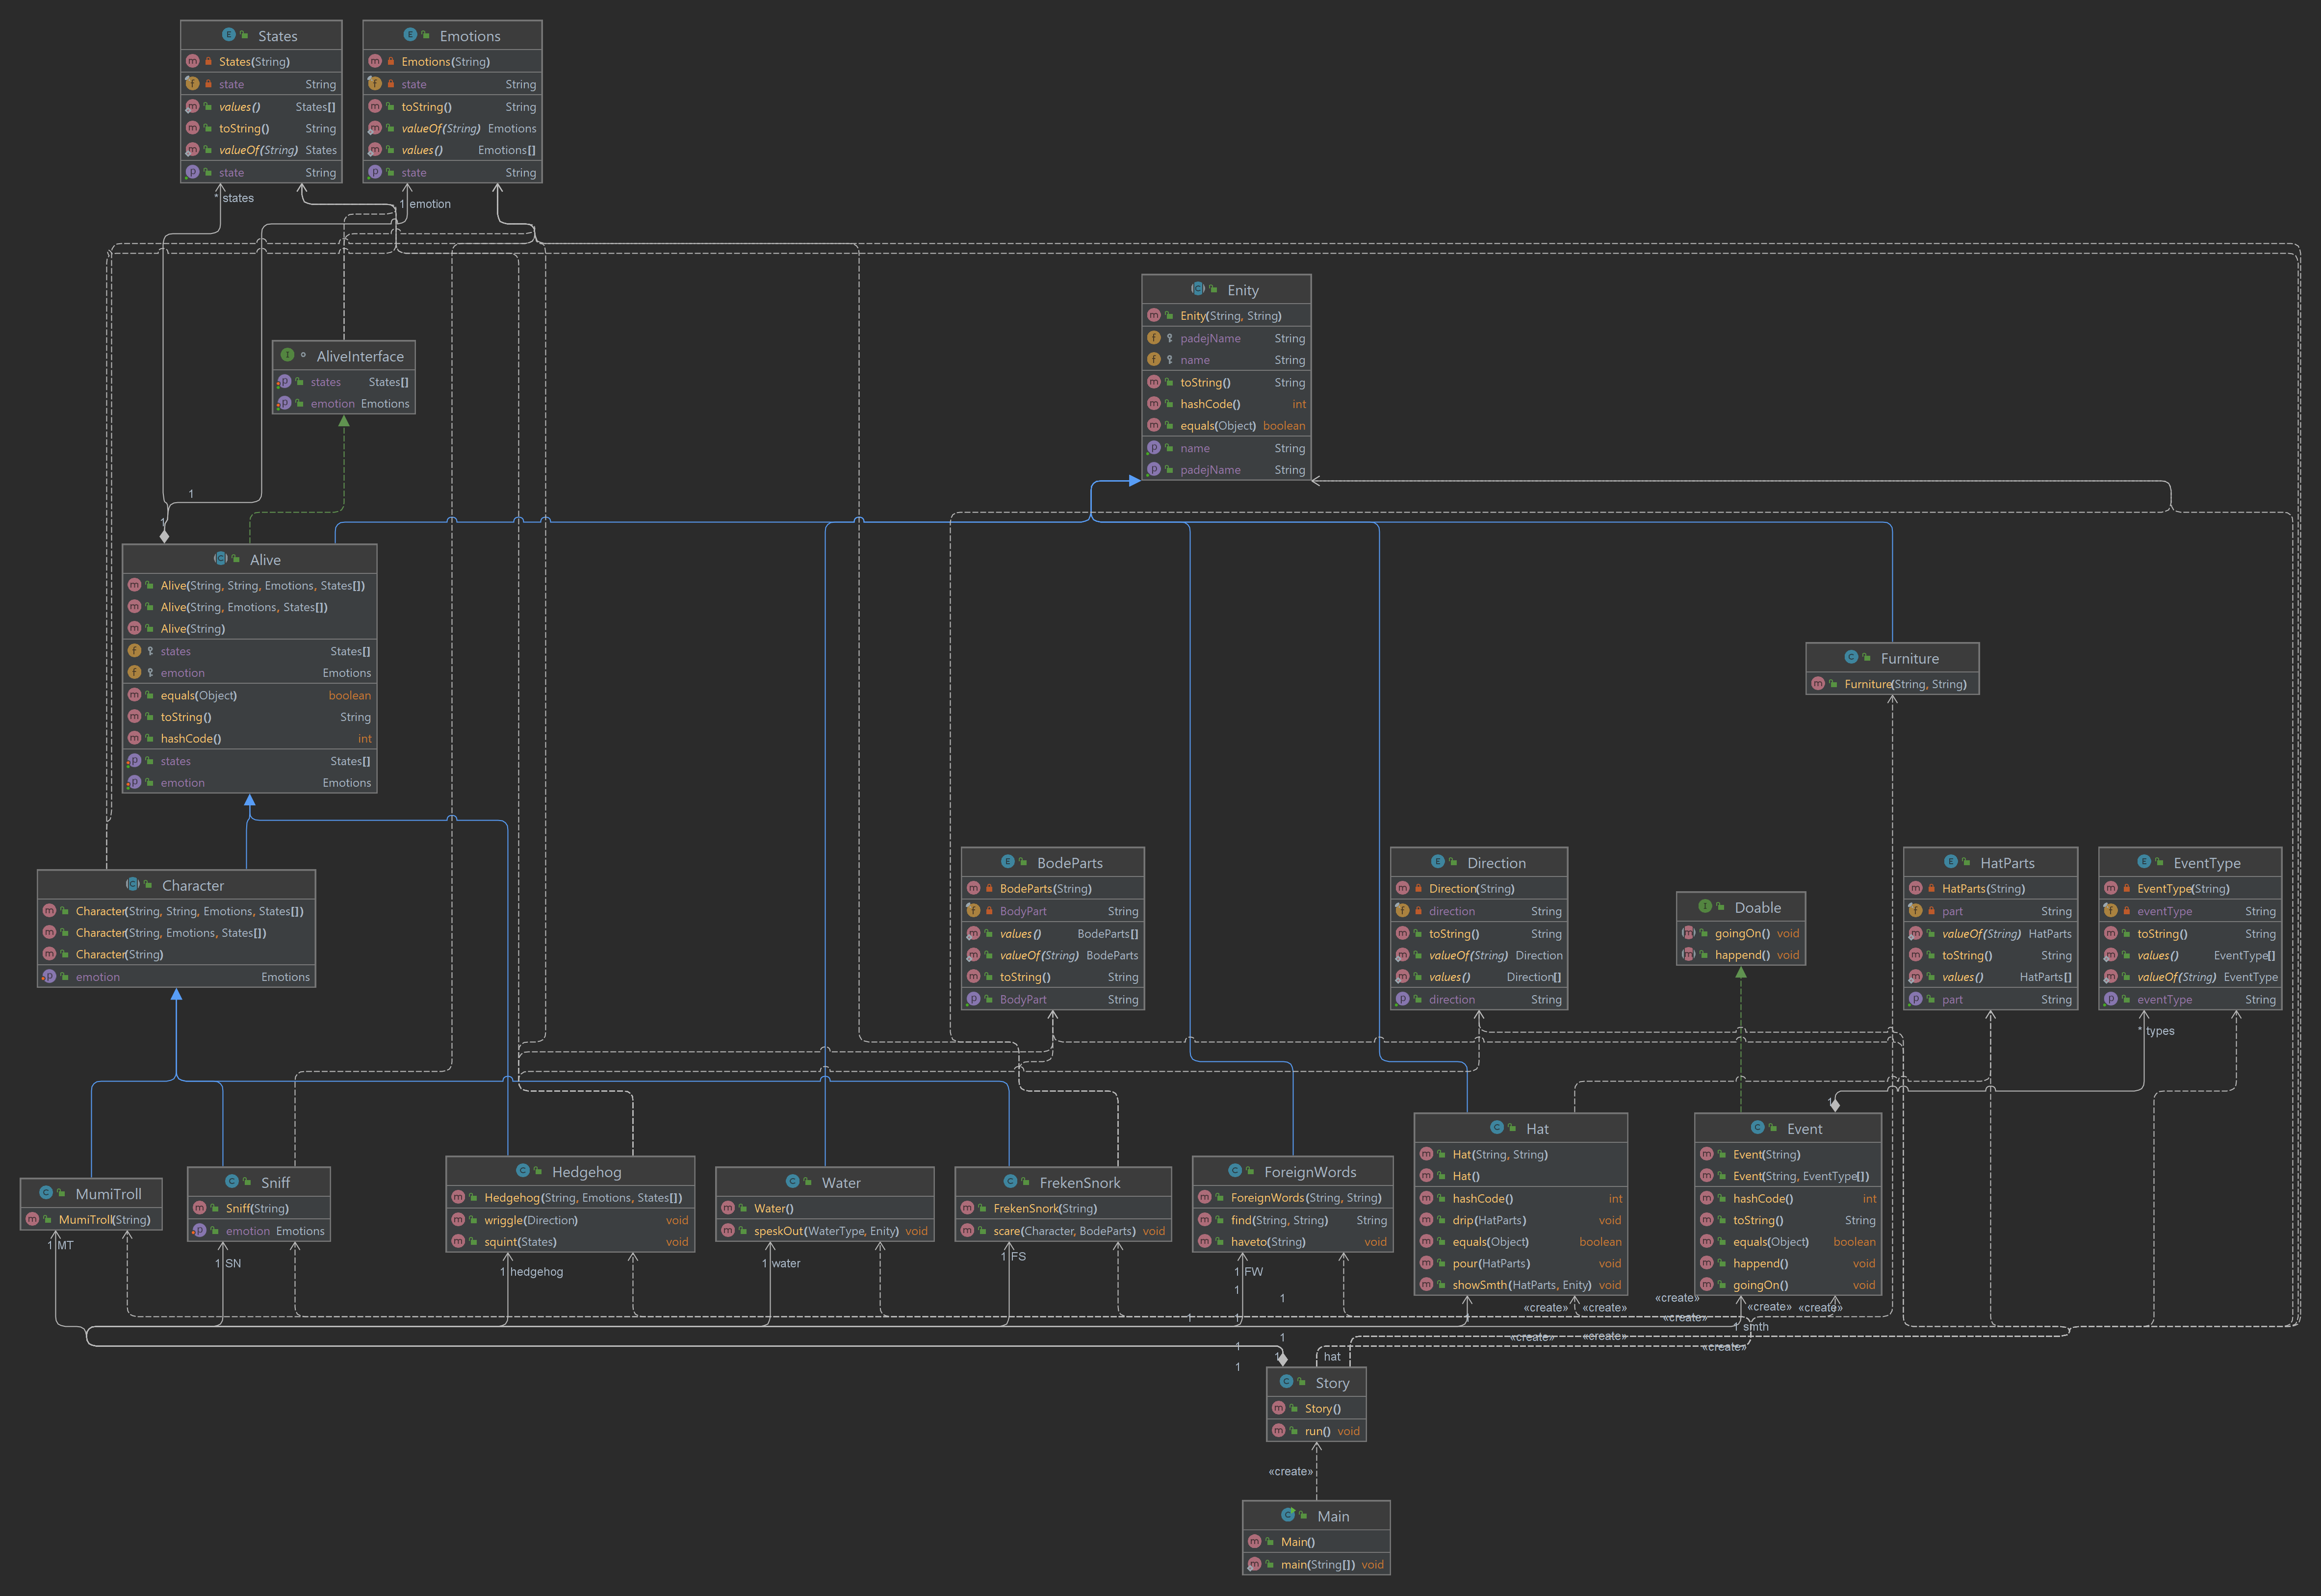 States
States(String)
state String
values() States[]
toString() String
valueOf(String) States
state String
Emotions
Emotions(String)
state String
toString() String
valueOf(String) Emotions
values() Emotions[]
state String
* states
1 emotion
Enity
Enity(String, String)
padejName String
name String
toString() String
hashCode() int
equals(Object) boolean
name String
padejName String
AliveInterface
states States[]
emotion Emotions
1
1
Alive
Alive(String, String, Emotions, States[])
Alive(String, Emotions, States[])
Alive(String)
states States[]
emotion Emotions
equals(Object) boolean
toString() String
hashCode() int
states States[]
emotion Emotions
Furniture
Furniture(String, String)
Character
Character(String, String, Emotions, States[])
Character(String, Emotions, States[])
Character(String)
emotion Emotions
BodeParts
BodeParts(String)
BodyPart String
values() BodeParts[]
valueOf(String) BodeParts
toString() String
BodyPart String
Direction
Direction(String)
direction String
toString() String
valueOf(String) Direction
values() Direction[]
direction String
Doable
goingOn() void
happend() void
HatParts
HatParts(String)
part String
valueOf(String) HatParts
toString() String
values() HatParts[]
part String
EventType
EventType(String)
eventType String
toString() String
values() EventType[]
valueOf(String) EventType
eventType String
* types
1
MumiTroll
MumiTroll(String)
Sniff
Sniff(String)
emotion Emotions
Hedgehog
Hedgehog(String, Emotions, States[])
wriggle(Direction) void
squint(States) void
Water
Water()
speskOut(WaterType, Enity) void
FrekenSnork
FrekenSnork(String)
scare(Character, BodeParts) void
ForeignWords
ForeignWords(String, String)
find(String, String) String
haveto(String) void
Hat
Hat(String, String)
Hat()
hashCode() int
drip(HatParts) void
equals(Object) boolean
pour(HatParts) void
showSmth(HatParts, Enity) void
Event
Event(String)
Event(String, EventType[])
hashCode() int
toString() String
equals(Object) boolean
happend() void
goingOn() void
1 MT
1 SN
1 hedgehog
1 water
1 FS
1 FW
1
1
1
1
«create»
«create»
«create»
«create»
«create»
«create»
1 smth
«create»
«create»
«create»
1
1
1
1
hat
Story
Story()
run() void
«create»
Main
Main()
main(String[]) void